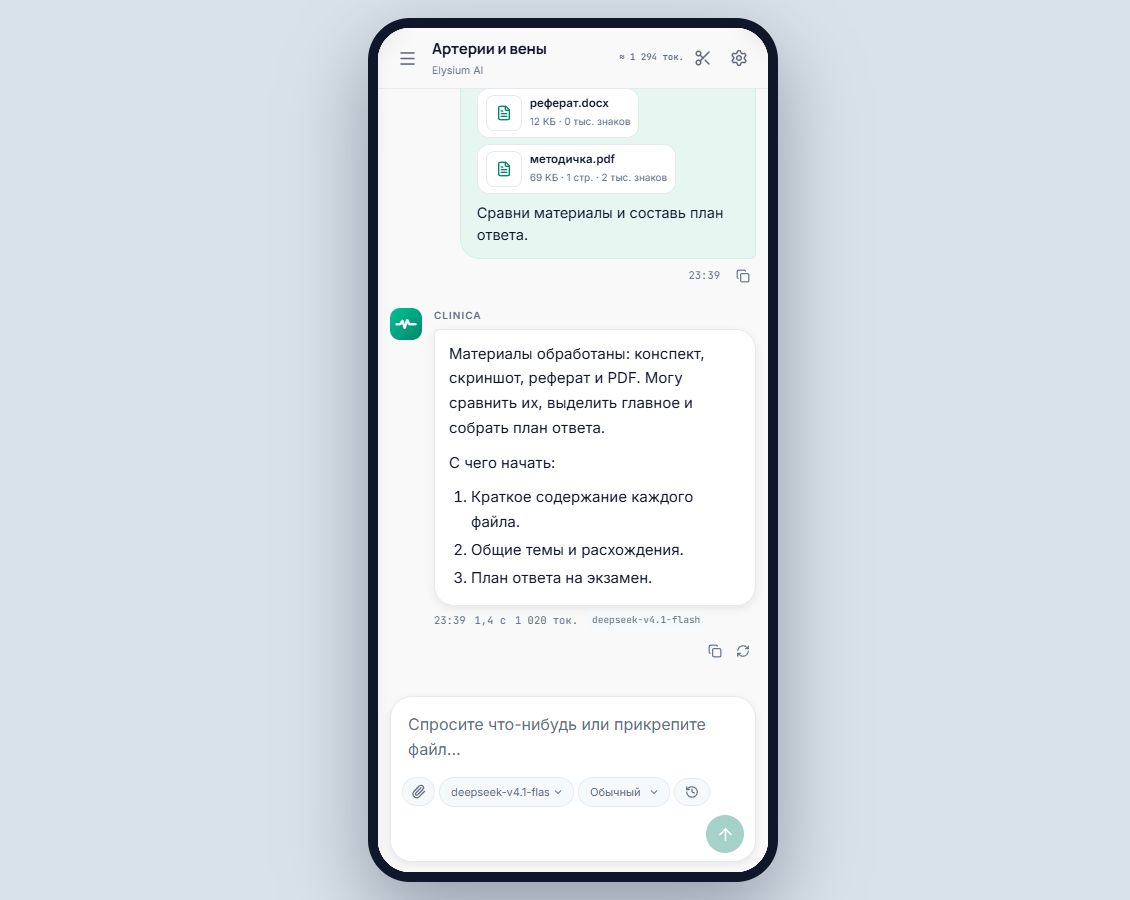 Артерии и вены
Elysium AI
≈ 1 294 ток.
реферат.docx
12 КБ · 0 тыс. знаков
методичка.pdf
69 КБ · 1 стр. · 2 тыс. знаков
Сравни материалы и составь план
ответа.
23:39
CLINICA
Материалы обработаны: конспект,
скриншот, реферат и PDF. Могу
сравнить их, выделить главное и
собрать план ответа.
С чего начать:
1. Краткое содержание каждого
файла.
2. Общие темы и расхождения.
3. План ответа на экзамен.
23:39 1,4 с 1 020 ток. deepseek-v4.1-flash
Спросите что-нибудь или прикрепите
файл...
deepseek-v4.1-flas Обычный